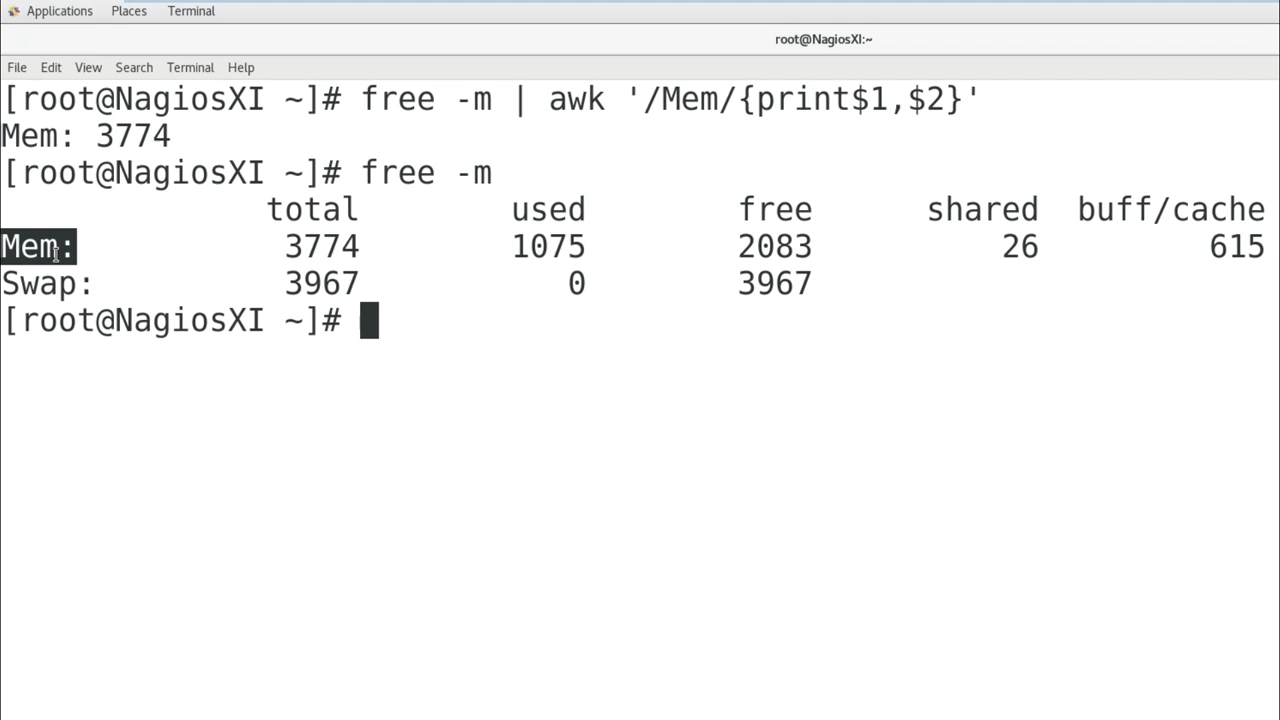 Applications Places Terminal
root@NagiosXI:~
File Edit View Search Terminal Help
[root@NagiosXI ~]# free -m | awk '/Mem/{print$1,$2}'
Mem: 3774
[root@NagiosXI ~]# free -m
total used free shared buff/cache
Mem: 3774 1075 2083 26 615
Swap: 3967 0 3967
[root@NagiosXI ~]#